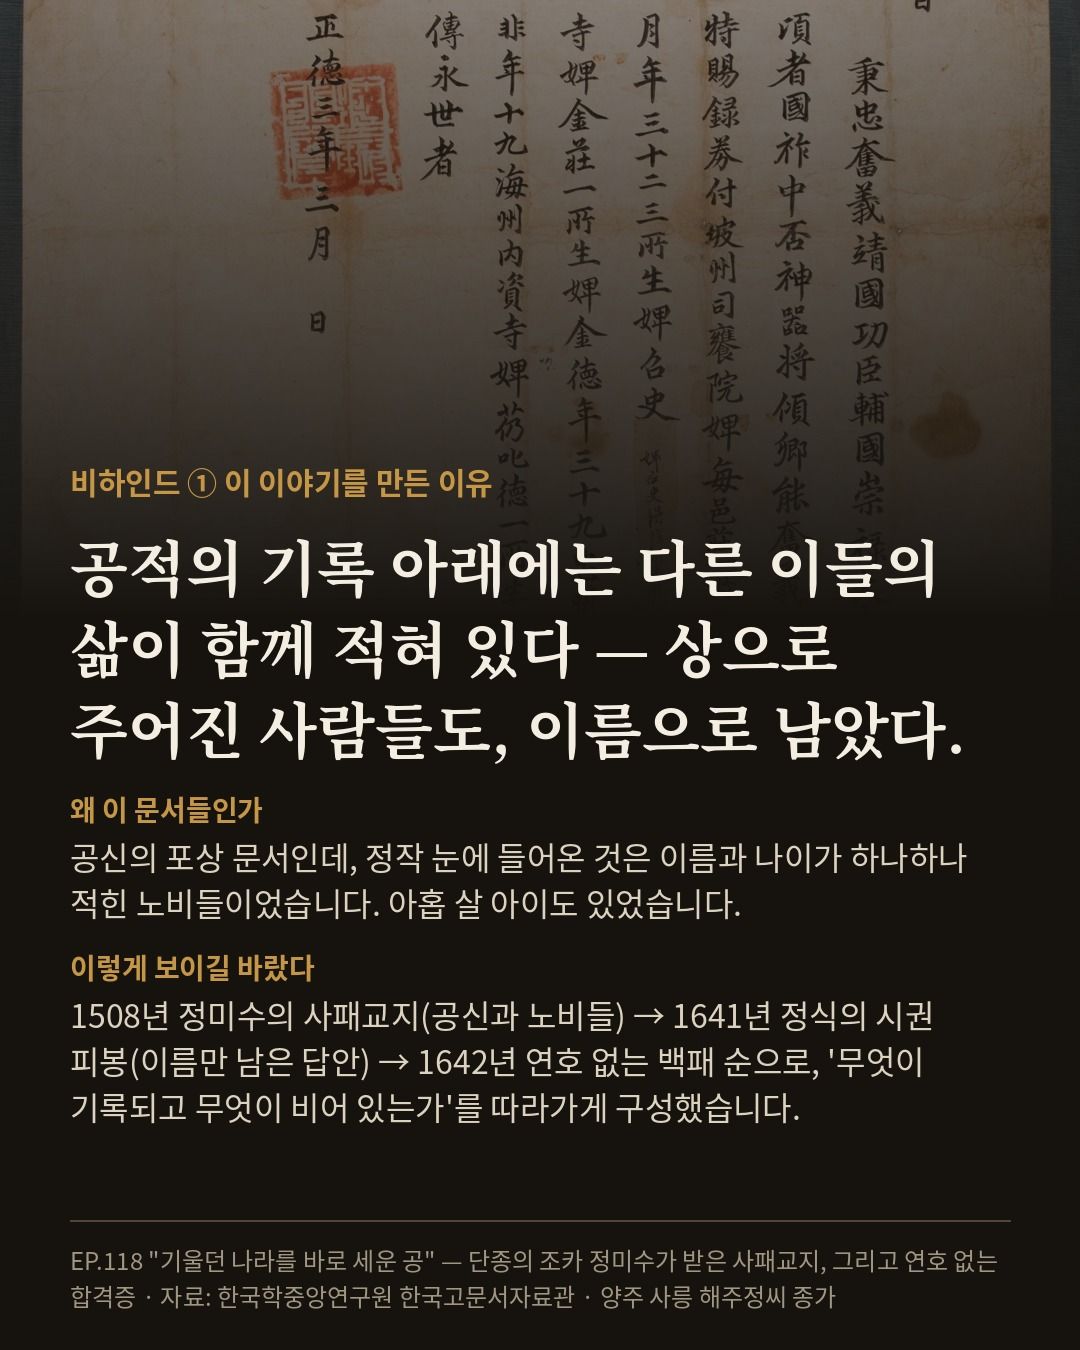 秉忠奮義靖國功臣輔國崇
項者國祚中否神器將傾卿能奮
特賜錄券付坡州司饔院婢每邑
月年三十二三所生婢召史
寺婢金莊一所生婢金德年三十九
非年十九海州内資寺婢芿叱德一
傳永世者
正德三年三月 日
비하인드 ① 이 이야기를 만든 이유
공적의 기록 아래에는 다른 이들의
삶이 함께 적혀 있다 — 상으로
주어진 사람들도, 이름으로 남았다.
왜 이 문서들인가
공신의 포상 문서인데, 정작 눈에 들어온 것은 이름과 나이가 하나하나
적힌 노비들이었습니다. 아홉 살 아이도 있었습니다.
이렇게 보이길 바랐다
1508년 정미수의 사패교지(공신과 노비들) → 1641년 정식의 시권
피봉(이름만 남은 답안) → 1642년 연호 없는 백패 순으로, '무엇이
기록되고 무엇이 비어 있는가'를 따라가게 구성했습니다.
EP.118 "기울던 나라를 바로 세운 공" — 단종의 조카 정미수가 받은 사패교지, 그리고 연호 없는
합격증 · 자료: 한국학중앙연구원 한국고문서자료관 · 양주 사릉 해주정씨 종가